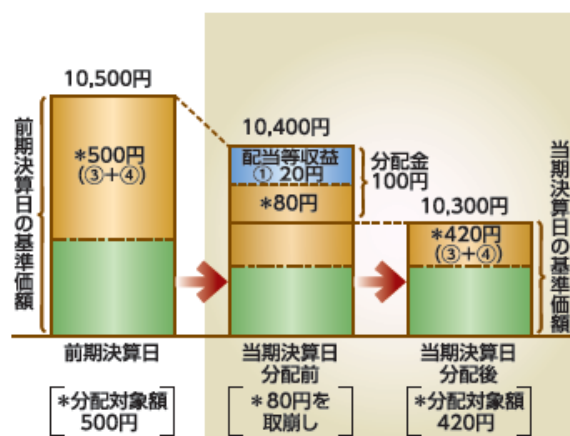 前期決算日の基準価額
10,500円
*500円
(③+④)
前期決算日
*分配対象額
500円
10,400円
配当等収益
① 20円
*80円
分配金
100円
当期決算日
分配前
*80円を
取崩し
10,300円
*420円
(③+④)
当期決算日
分配後
*分配対象額
420円
当期決算日の基準価額